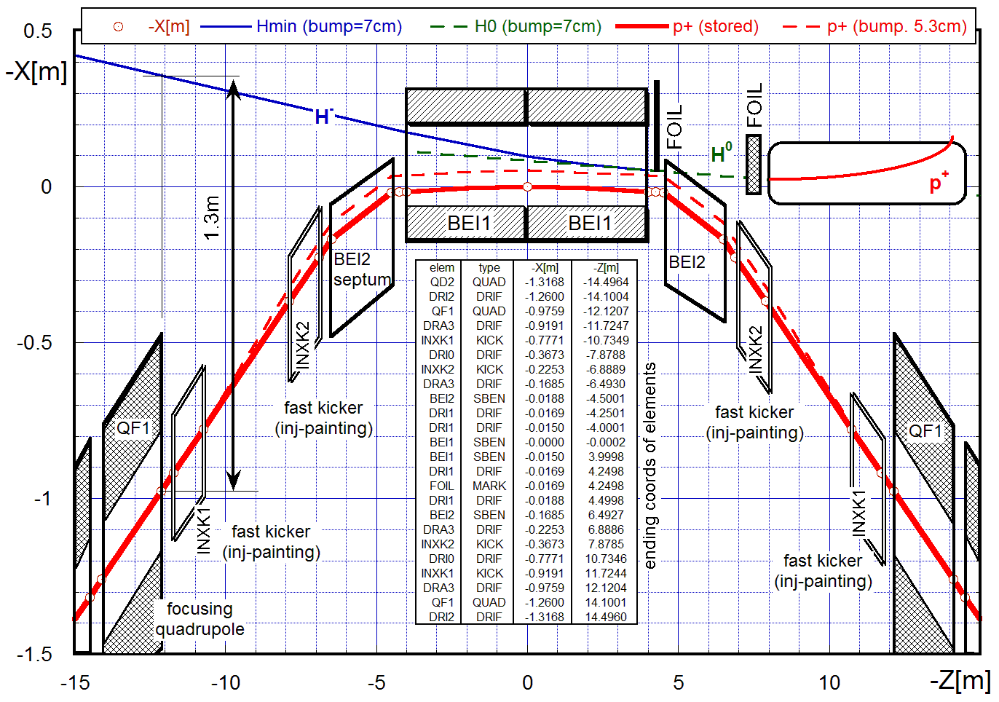 -X[m] Hmin (bump=7cm) H0 (bump=7cm) p+ (stored) p+ (bump. 5.3cm)
0.5
-X[m]
0
-0.5
-1
-1.5
-15 -10 -5 0 5 10 -Z[m]
H-
1.3m
FOIL
FOIL
H0
p+
BEI1 BEI1
BEI2
septum
BEI2
INXK2
INXK2
QF1
QF1
INXK1
INXK1
fast kicker
(inj-painting)
fast kicker
(inj-painting)
fast kicker
(inj-painting)
fast kicker
(inj-painting)
focusing
quadrupole
ending coords of elements
elem type -X[m] -Z[m]
QD2 QUAD -1.3168 -14.4964
DRI2 DRIF -1.2600 -14.1004
QF1 QUAD -0.9759 -12.1207
DRA3 DRIF -0.9191 -11.7247
INXK1 KICK -0.7771 -10.7349
DRI0 DRIF -0.3673 -7.8788
INXK2 KICK -0.2253 -6.8889
DRA3 DRIF -0.1685 -6.4930
BEI2 SBEN -0.0188 -4.5001
DRI1 DRIF -0.0169 -4.2501
DRI1 DRIF -0.0150 -4.0001
BEI1 SBEN -0.0000 -0.0002
BEI1 SBEN -0.0150 3.9998
DRI1 DRIF -0.0169 4.2498
FOIL MARK -0.0169 4.2498
DRI1 DRIF -0.0188 4.4998
BEI2 SBEN -0.1685 6.4927
DRA3 DRIF -0.2253 6.8886
INXK2 KICK -0.3673 7.8785
DRI0 DRIF -0.7771 10.7346
INXK1 KICK -0.9191 11.7244
DRA3 DRIF -0.9759 12.1204
QF1 QUAD -1.2600 14.1001
DRI2 DRIF -1.3168 14.4960